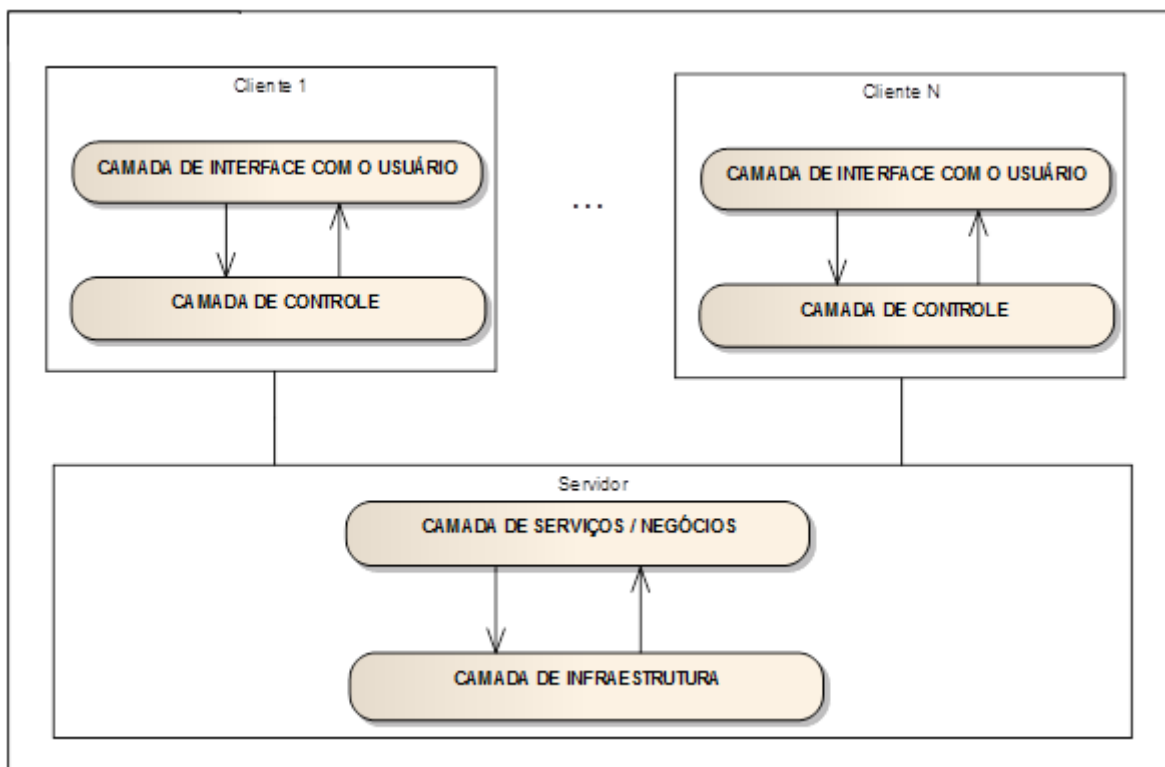 Cliente 1
CAMADA DE INTERFACE COM O USUÁRIO
CAMADA DE CONTROLE
...
Cliente N
CAMADA DE INTERFACE COM O USUÁRIO
CAMADA DE CONTROLE
Servidor
CAMADA DE SERVIÇOS / NEGÓCIOS
CAMADA DE INFRAESTRUTURA